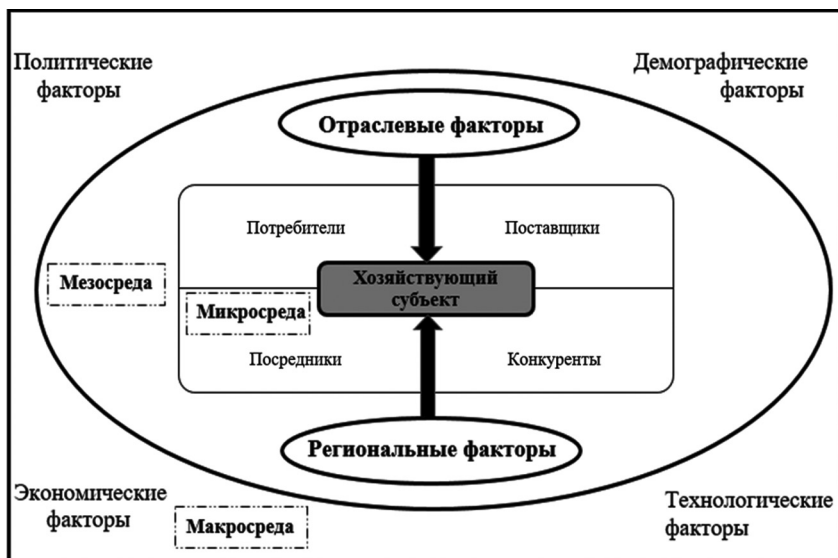 Политические
факторы
Демографические
факторы
Отраслевые факторы
Потребители
Поставщики
Мезосреда
Хозяйствующий
субъект
Микросреда
Посредники
Конкуренты
Региональные факторы
Экономические
факторы
Макросреда
Технологические
факторы